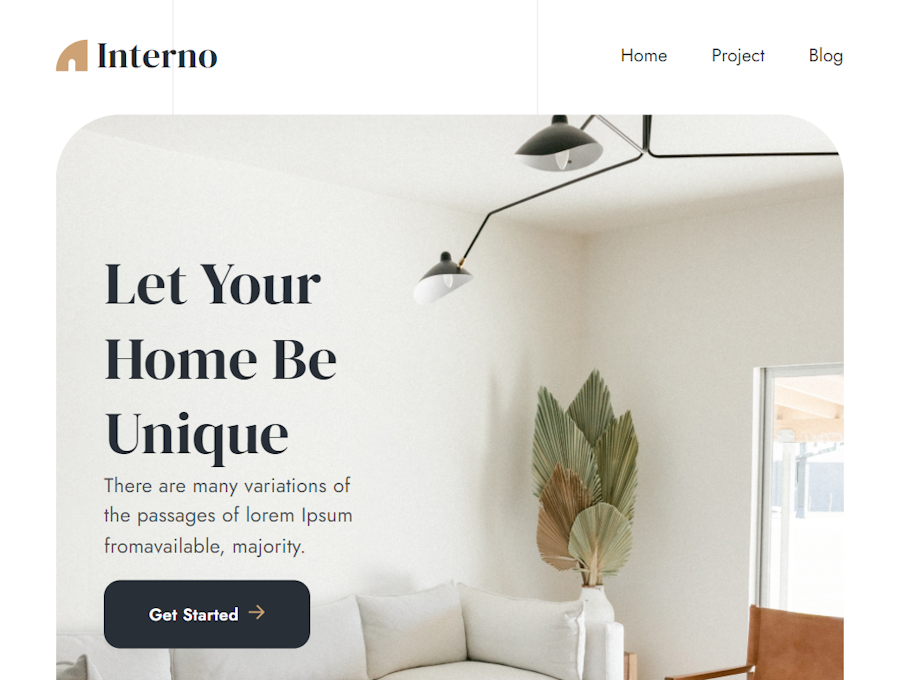 Interno
Home Project Blog
Let Your
Home Be
Unique
There are many variations of
the passages of lorem Ipsum
fromavailable, majority.
Get Started →